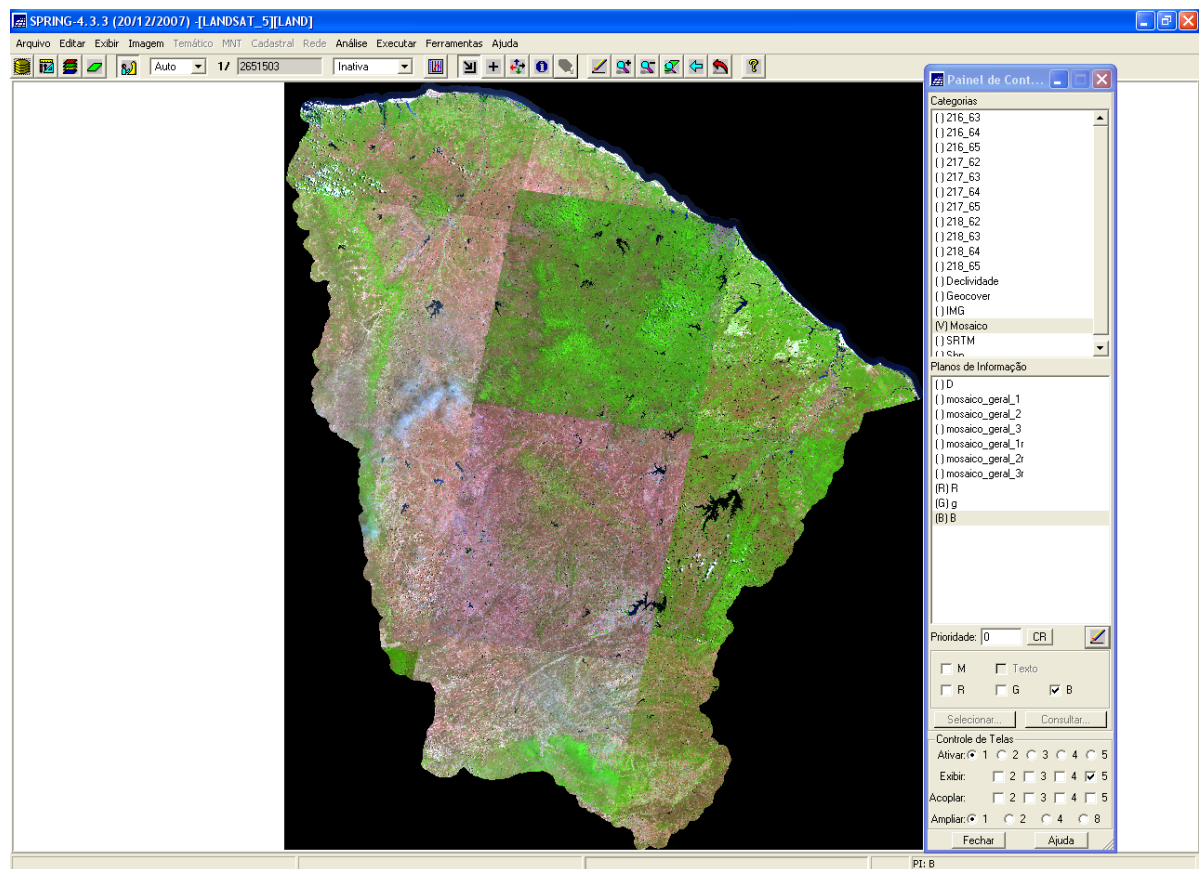 SPRING-4.3.3 (20/12/2007) -[LANDSAT_5][LAND]
Arquivo Editar Exibir Imagem Temático MNT Cadastral Rede Análise Executar Ferramentas Ajuda
Auto 1/ 2651503 Inativa
Painel de Cont...
Categorias
( ) 216_63
( ) 216_64
( ) 216_65
( ) 217_62
( ) 217_63
( ) 217_64
( ) 217_65
( ) 218_62
( ) 218_63
( ) 218_64
( ) 218_65
( ) Declividade
( ) Geocover
( ) IMG
(V) Mosaico
( ) SRTM
( ) Shp
Planos de Informação
( ) D
( ) mosaico_geral_1
( ) mosaico_geral_2
( ) mosaico_geral_3
( ) mosaico_geral_1r
( ) mosaico_geral_2r
( ) mosaico_geral_3r
(R) R
(G) g
(B) B
Prioridade: 0 CR
M Texto
R G B
Selecionar... Consultar...
Controle de Telas
Ativar: 1 2 3 4 5
Exibir: 2 3 4 5
Acoplar: 2 3 4 5
Ampliar: 1 2 4 8
Fechar Ajuda
PI: B